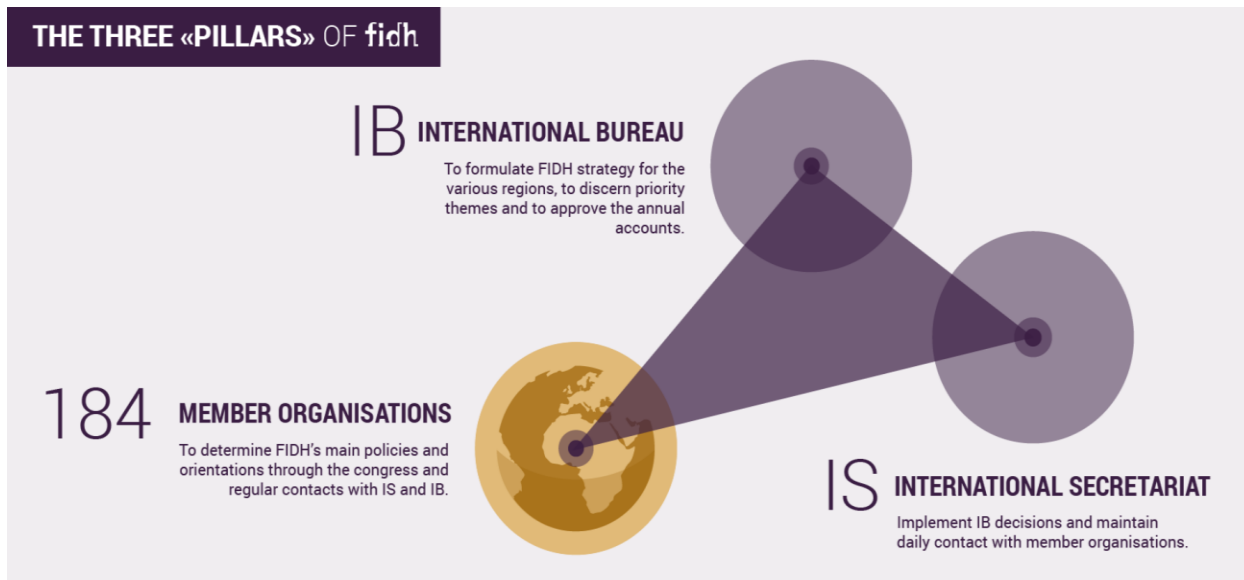 THE THREE «PILLARS» OF fidh
IB INTERNATIONAL BUREAU
To formulate FIDH strategy for the
various regions, to discern priority
themes and to approve the annual
accounts.
184 MEMBER ORGANISATIONS
To determine FIDH's main policies and
orientations through the congress and
regular contacts with IS and IB.
IS INTERNATIONAL SECRETARIAT
Implement IB decisions and maintain
daily contact with member organisations.